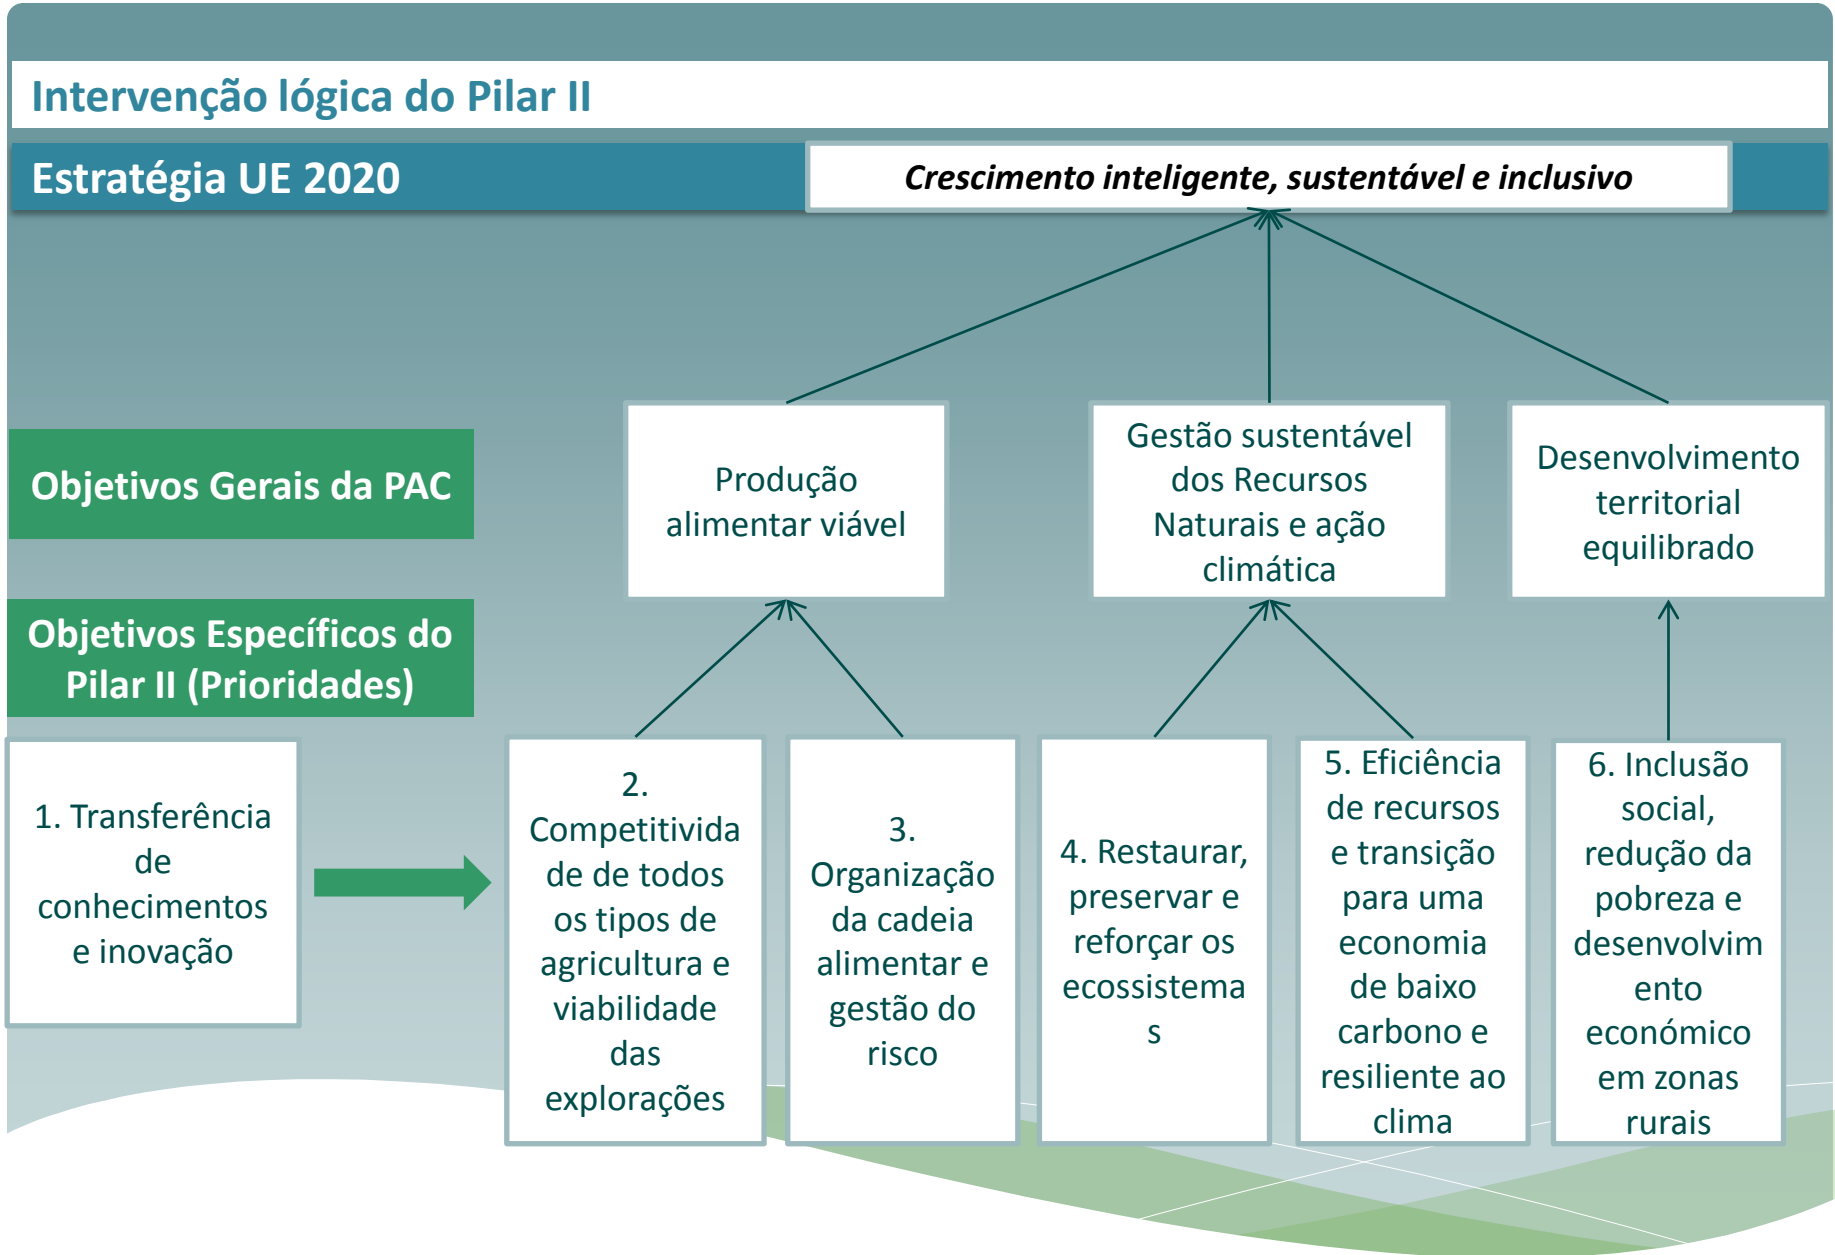 Intervenção lógica do Pilar II
Estratégia UE 2020
Crescimento inteligente, sustentável e inclusivo
Objetivos Gerais da PAC
Produção
alimentar viável
Gestão sustentável
dos Recursos
Naturais e ação
climática
Desenvolvimento
territorial
equilibrado
Objetivos Específicos do
Pilar II (Prioridades)
1. Transferência
de
conhecimentos
e inovação
2.
Competitivida
de de todos
os tipos de
agricultura e
viabilidade
das
explorações
3.
Organização
da cadeia
alimentar e
gestão do
risco
4. Restaurar,
preservar e
reforçar os
ecossistema
s
5. Eficiência
de recursos
e transição
para uma
economia
de baixo
carbono e
resiliente ao
clima
6. Inclusão
social,
redução da
pobreza e
desenvolvim
ento
económico
em zonas
rurais